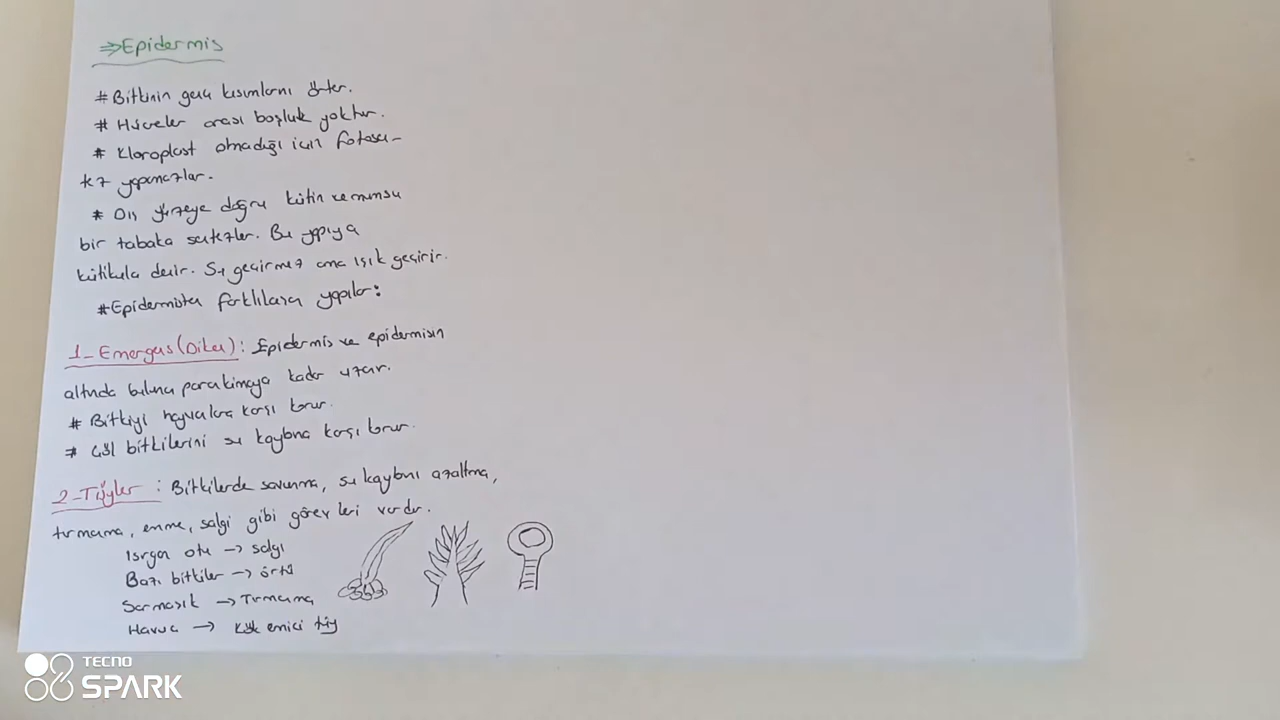 ⇒Epidermis
# Bitkinin genç kısımlarını örter.
# Hücreler arası boşluk yoktur.
* Kloroplast olmadığı için fotosen-
tez yapamazlar.
* Dış yüzeye doğru kütin ve mumsu
bir tabaka sentezler. Bu yapıya
kütikula denir. Su geçirmez ama ışık geçirir.
#Epidermisten farklılaşan yapılar:
1_Emergens(Diken): Epidermis ve epidermisin
altında bulunan parankimaya kadar uzanır.
# Bitkiyi hayvanlara karşı korur.
# Çöl bitkilerini su kaybına karşı korur.
2-Tüyler : Bitkilerde savunma, su kaybını azaltma,
tırmanma, emme, salgı gibi görevleri vardır.
Isırgan otu → salgı
Bazı bitkiler → örtü
Sarmaşık → Tırmanma
Havuç → Kök emici tüy
TECNO
SPARK